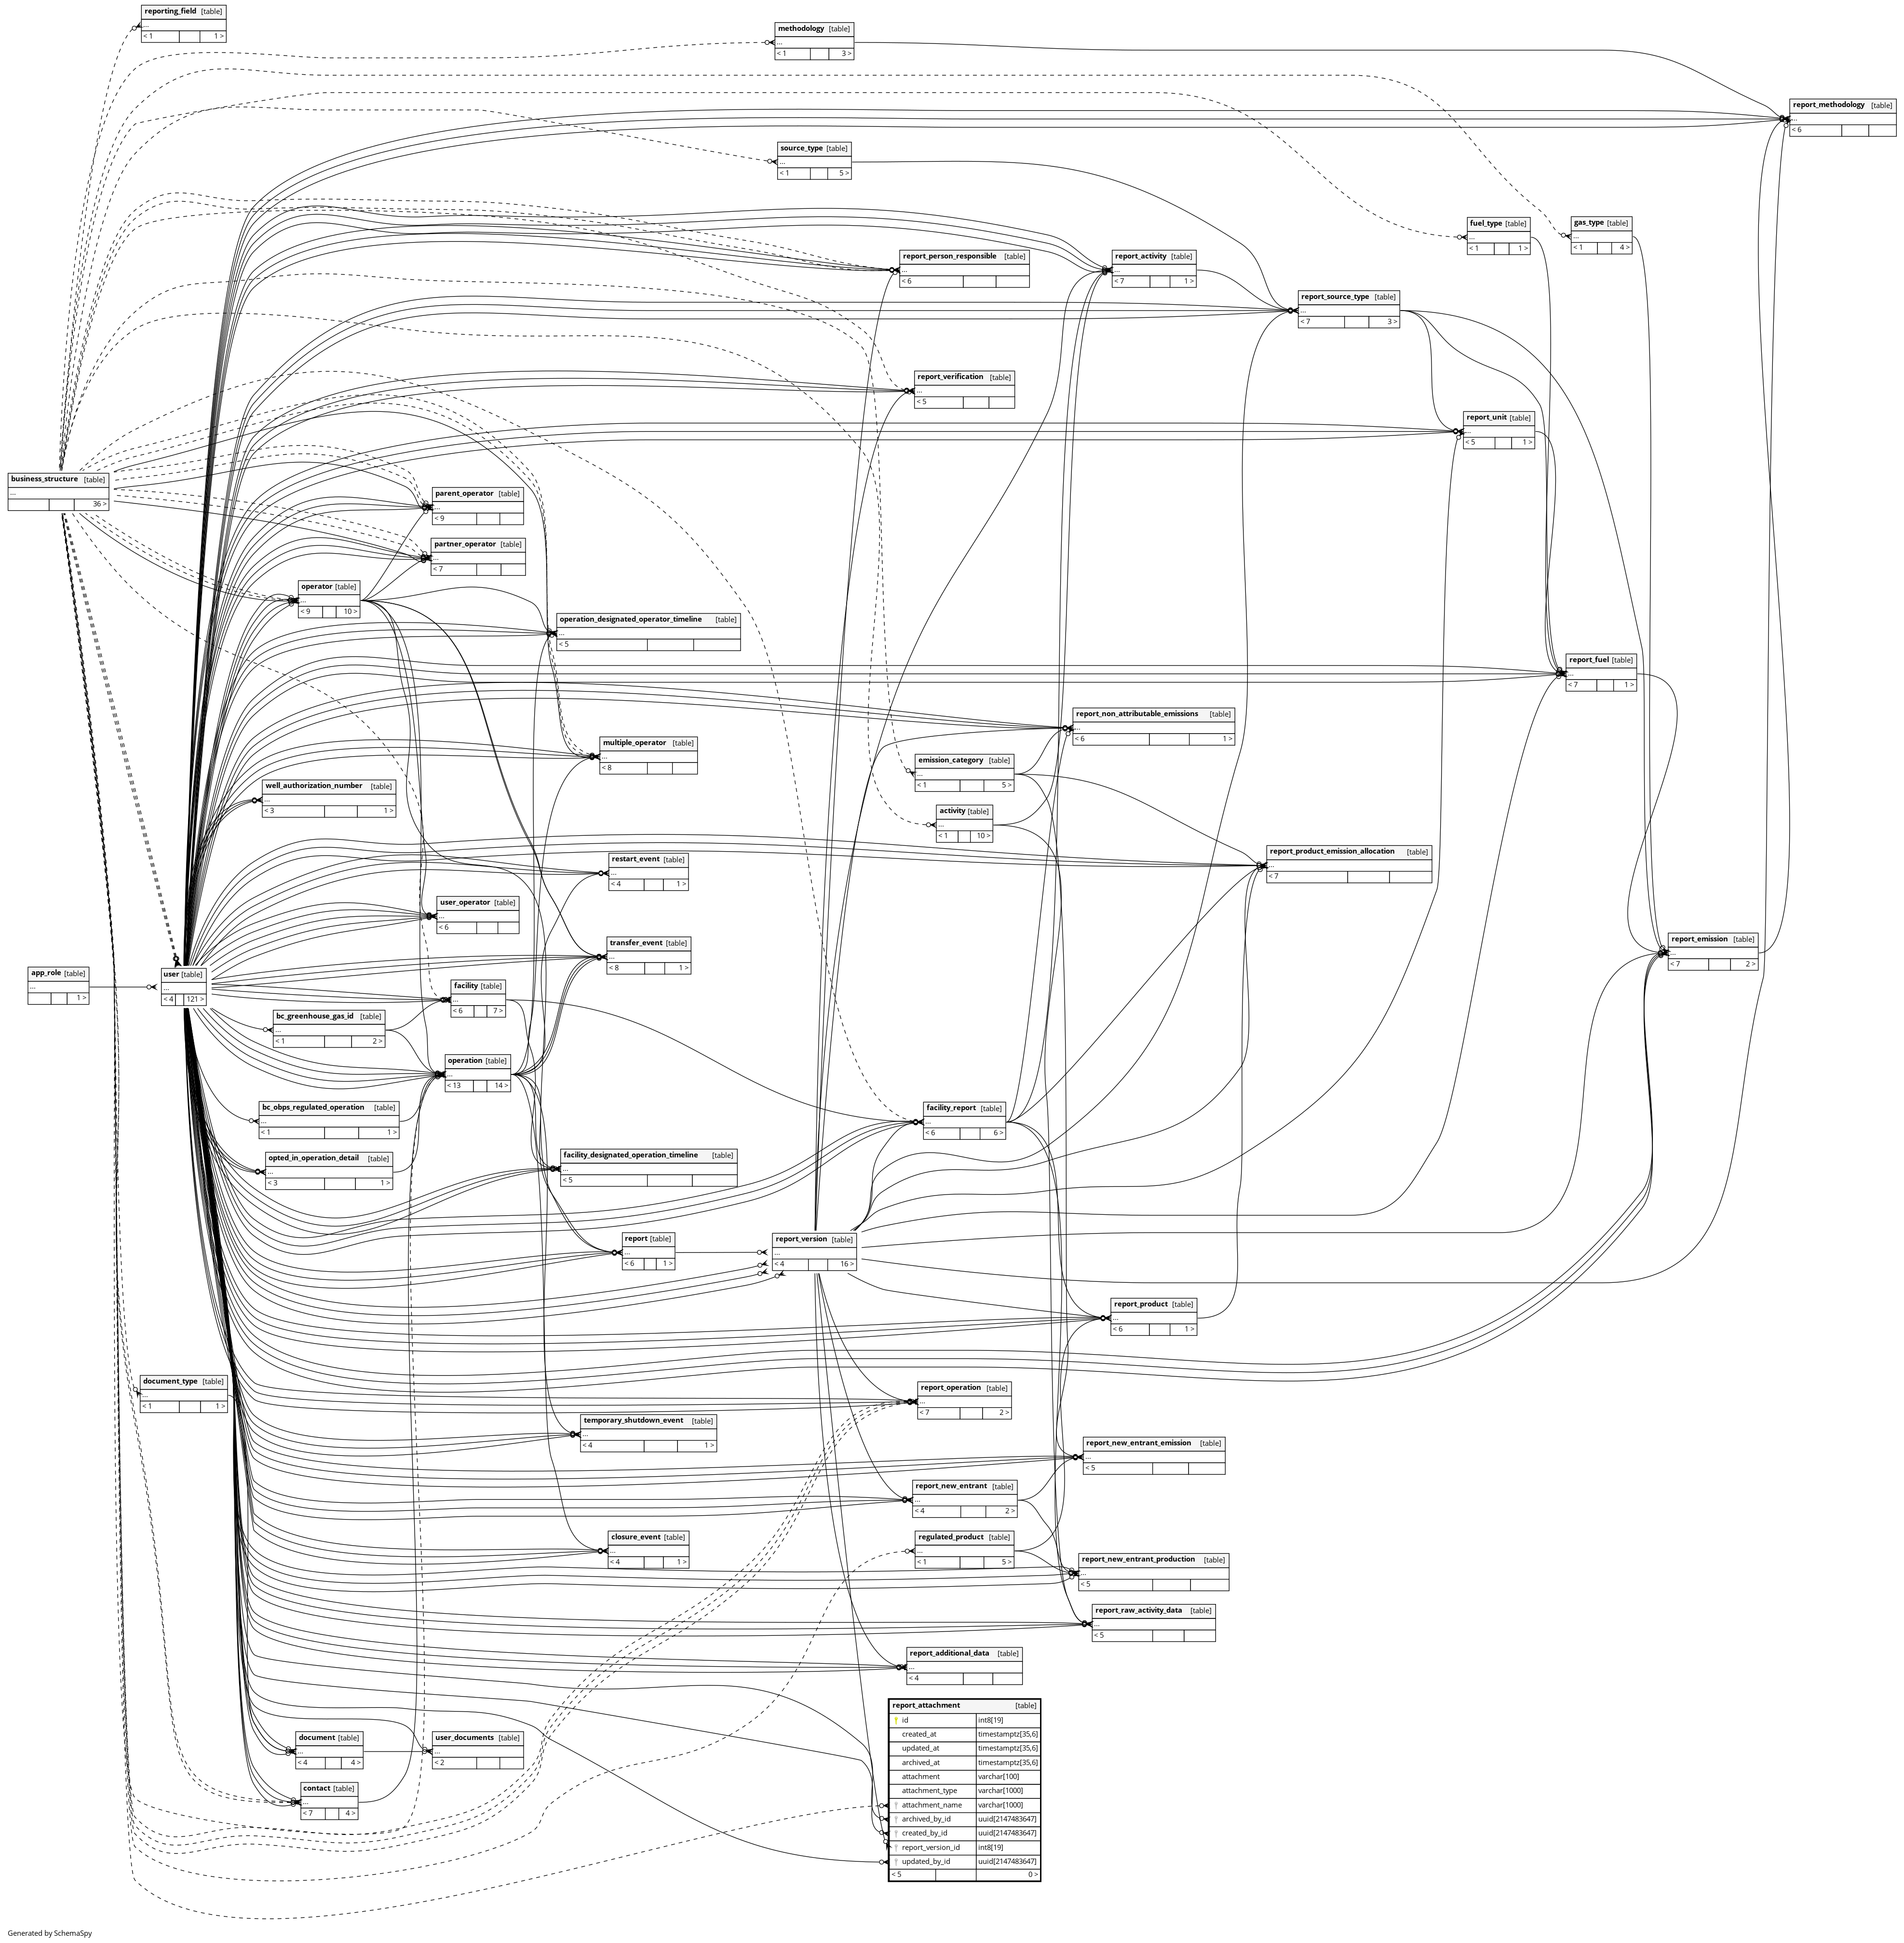 reporting_field [table]
...
< 1 1 >
methodology [table]
...
< 1 3 >
report_methodology [table]
...
< 6
source_type [table]
...
< 1 5 >
fuel_type [table]
...
< 1 1 >
gas_type [table]
...
< 1 4 >
report_person_responsible [table]
...
< 6
report_activity [table]
...
< 7 1 >
report_source_type [table]
...
< 7 3 >
report_verification [table]
...
< 5
report_unit [table]
...
< 5 1 >
business_structure [table]
...
36 >
parent_operator [table]
...
< 9
partner_operator [table]
...
< 7
operator [table]
...
< 9 10 >
operation_designated_operator_timeline [table]
...
< 5
report_fuel [table]
...
< 7 1 >
report_non_attributable_emissions [table]
...
< 6 1 >
multiple_operator [table]
...
< 8
emission_category [table]
...
< 1 5 >
well_authorization_number [table]
...
< 3 1 >
activity [table]
...
< 1 10 >
restart_event [table]
...
< 4 1 >
report_product_emission_allocation [table]
...
< 7
user_operator [table]
...
< 6
transfer_event [table]
...
< 8 1 >
report_emission [table]
...
< 7 2 >
app_role [table]
...
1 >
user [table]
...
< 4 121 >
facility [table]
...
< 6 7 >
bc_greenhouse_gas_id [table]
...
< 1 2 >
operation [table]
...
< 13 14 >
bc_obps_regulated_operation [table]
...
< 1 1 >
facility_report [table]
...
< 6 6 >
opted_in_operation_detail [table]
...
< 3 1 >
facility_designated_operation_timeline [table]
...
< 5
report [table]
...
< 6 1 >
report_version [table]
...
< 4 16 >
report_product [table]
...
< 6 1 >
document_type [table]
...
< 1 1 >
report_operation [table]
...
< 7 2 >
temporary_shutdown_event [table]
...
< 4 1 >
report_new_entrant_emission [table]
...
< 5
report_new_entrant [table]
...
< 4 2 >
closure_event [table]
...
< 4 1 >
regulated_product [table]
...
< 1 5 >
report_new_entrant_production [table]
...
< 5
report_raw_activity_data [table]
...
< 5
report_additional_data [table]
...
< 4
document [table]
...
< 4 4 >
user_documents [table]
...
< 2
contact [table]
...
< 7 4 >
report_attachment [table]
id int8[19]
created_at timestamptz[35,6]
updated_at timestamptz[35,6]
archived_at timestamptz[35,6]
attachment varchar[100]
attachment_type varchar[1000]
attachment_name varchar[1000]
archived_by_id uuid[2147483647]
created_by_id uuid[2147483647]
report_version_id int8[19]
updated_by_id uuid[2147483647]
< 5 0 >
Generated by SchemaSpy